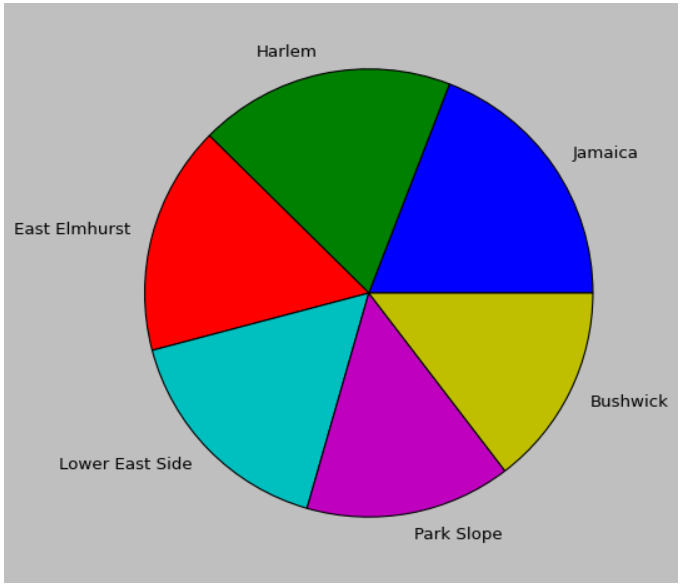 Harlem
Jamaica
East Elmhurst
Bushwick
Lower East Side
Park Slope